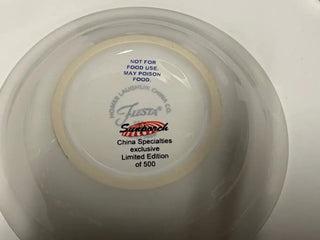 NOT FOR
FOOD USE.
MAY POISON
FOOD.
HOMER LAUGHLIN CHINA CO.
FIESTA®
Sunporch
China Specialties
exclusive
Limited Edition
of 500